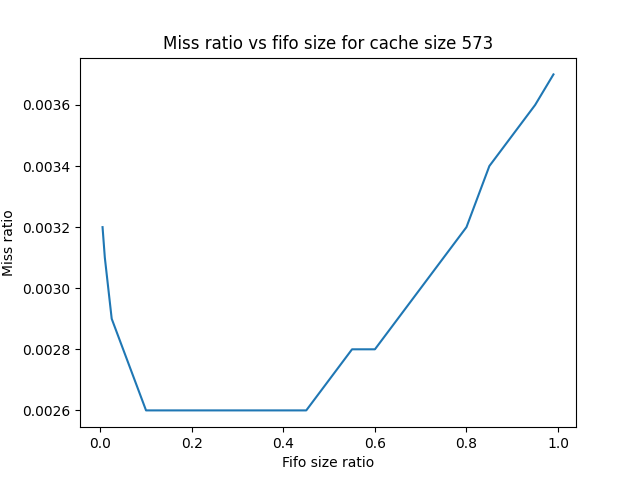 Miss ratio vs fifo size for cache size 573
Miss ratio
0.0036
0.0034
0.0032
0.0030
0.0028
0.0026
0.0 0.2 0.4 0.6 0.8 1.0
Fifo size ratio